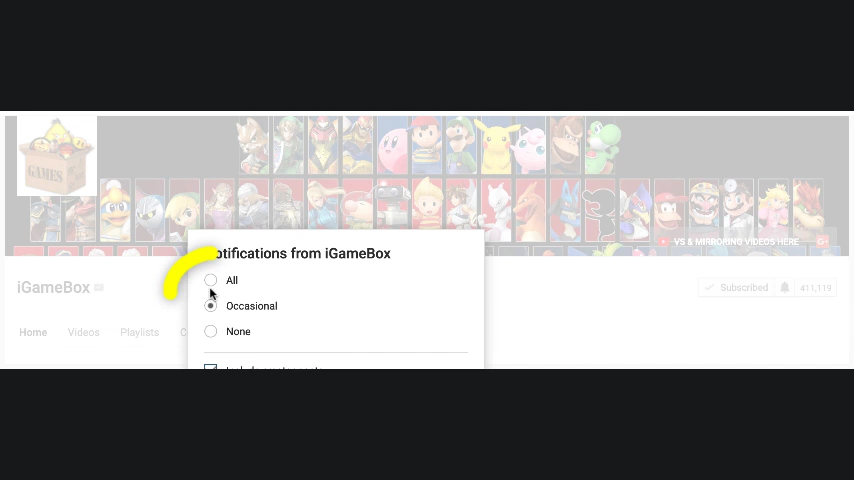 GAMES
VS & MIRRORING VIDEOS HERE
otifications from iGameBox
All
iGameBox
Subscribed 411,119
Occasional
Home Videos Playlists C
None